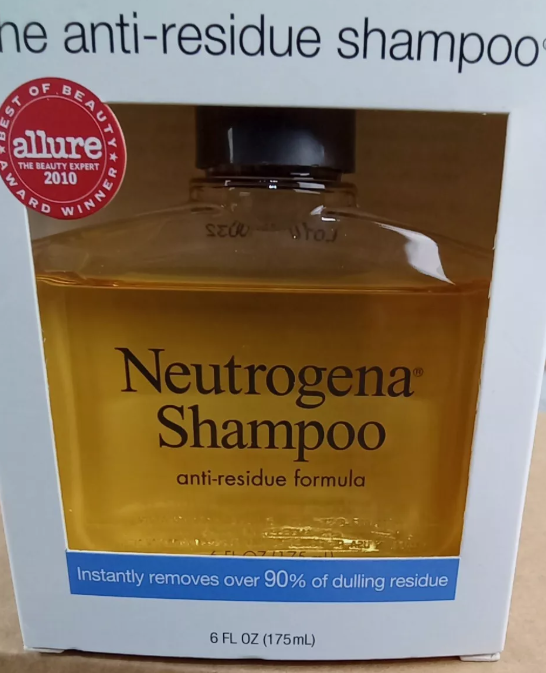 ne anti-residue shampoo
BEST OF BEAUTY
allure
THE BEAUTY EXPERT
2010
AWARD WINNER
Neutrogena®
Shampoo
anti-residue formula
Instantly removes over 90% of dulling residue
6 FL OZ (175mL)